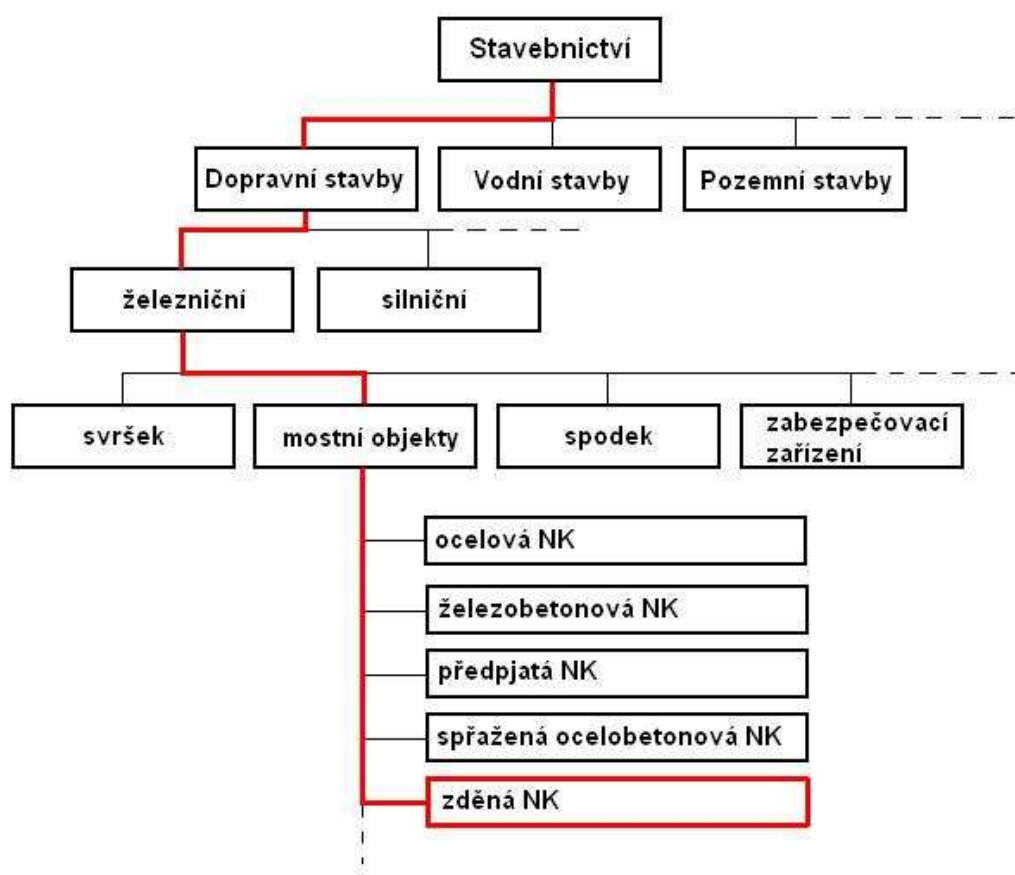 Stavebnictví
Dopravní stavby
Vodní stavby
Pozemní stavby
železniční
silniční
svršek
mostní objekty
spodek
zabezpečovací
zařízení
ocelová NK
železobetonová NK
předpjatá NK
spřažená ocelobetonová NK
zděná NK